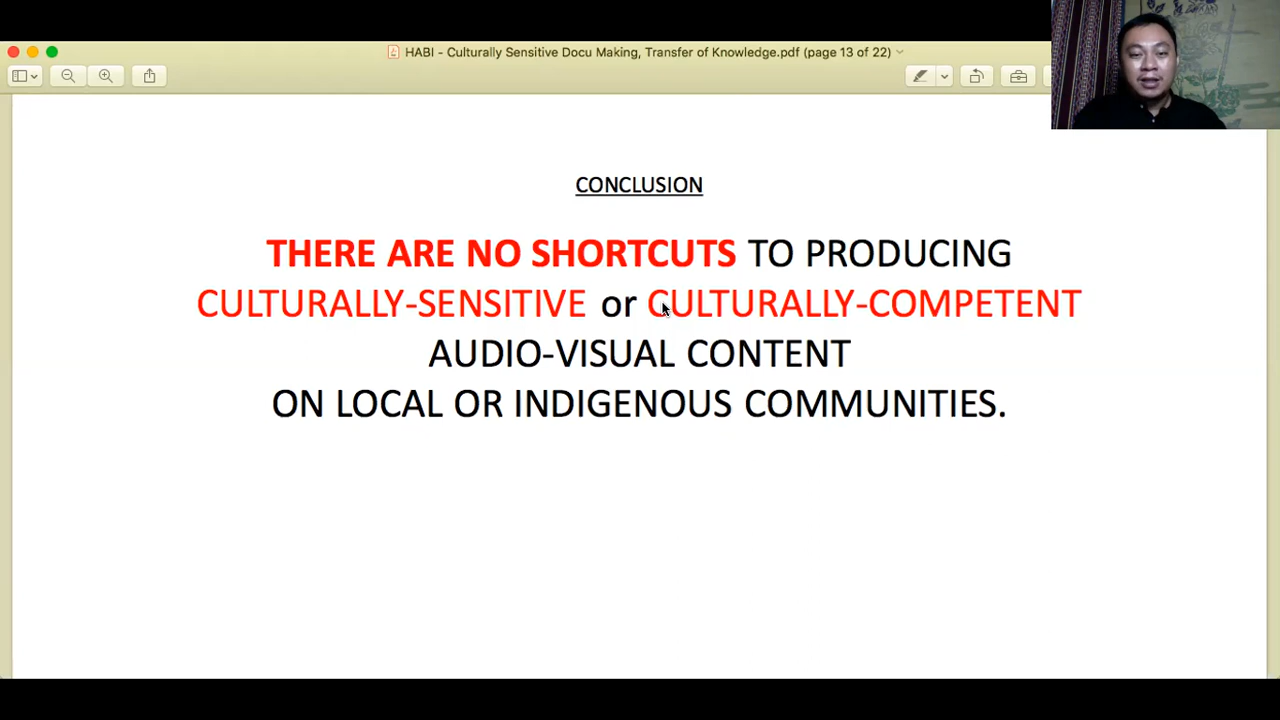 HABI - Culturally Sensitive Docu Making, Transfer of Knowledge.pdf (page 13 of 22)
CONCLUSION
THERE ARE NO SHORTCUTS TO PRODUCING
CULTURALLY-SENSITIVE or CULTURALLY-COMPETENT
AUDIO-VISUAL CONTENT
ON LOCAL OR INDIGENOUS COMMUNITIES.